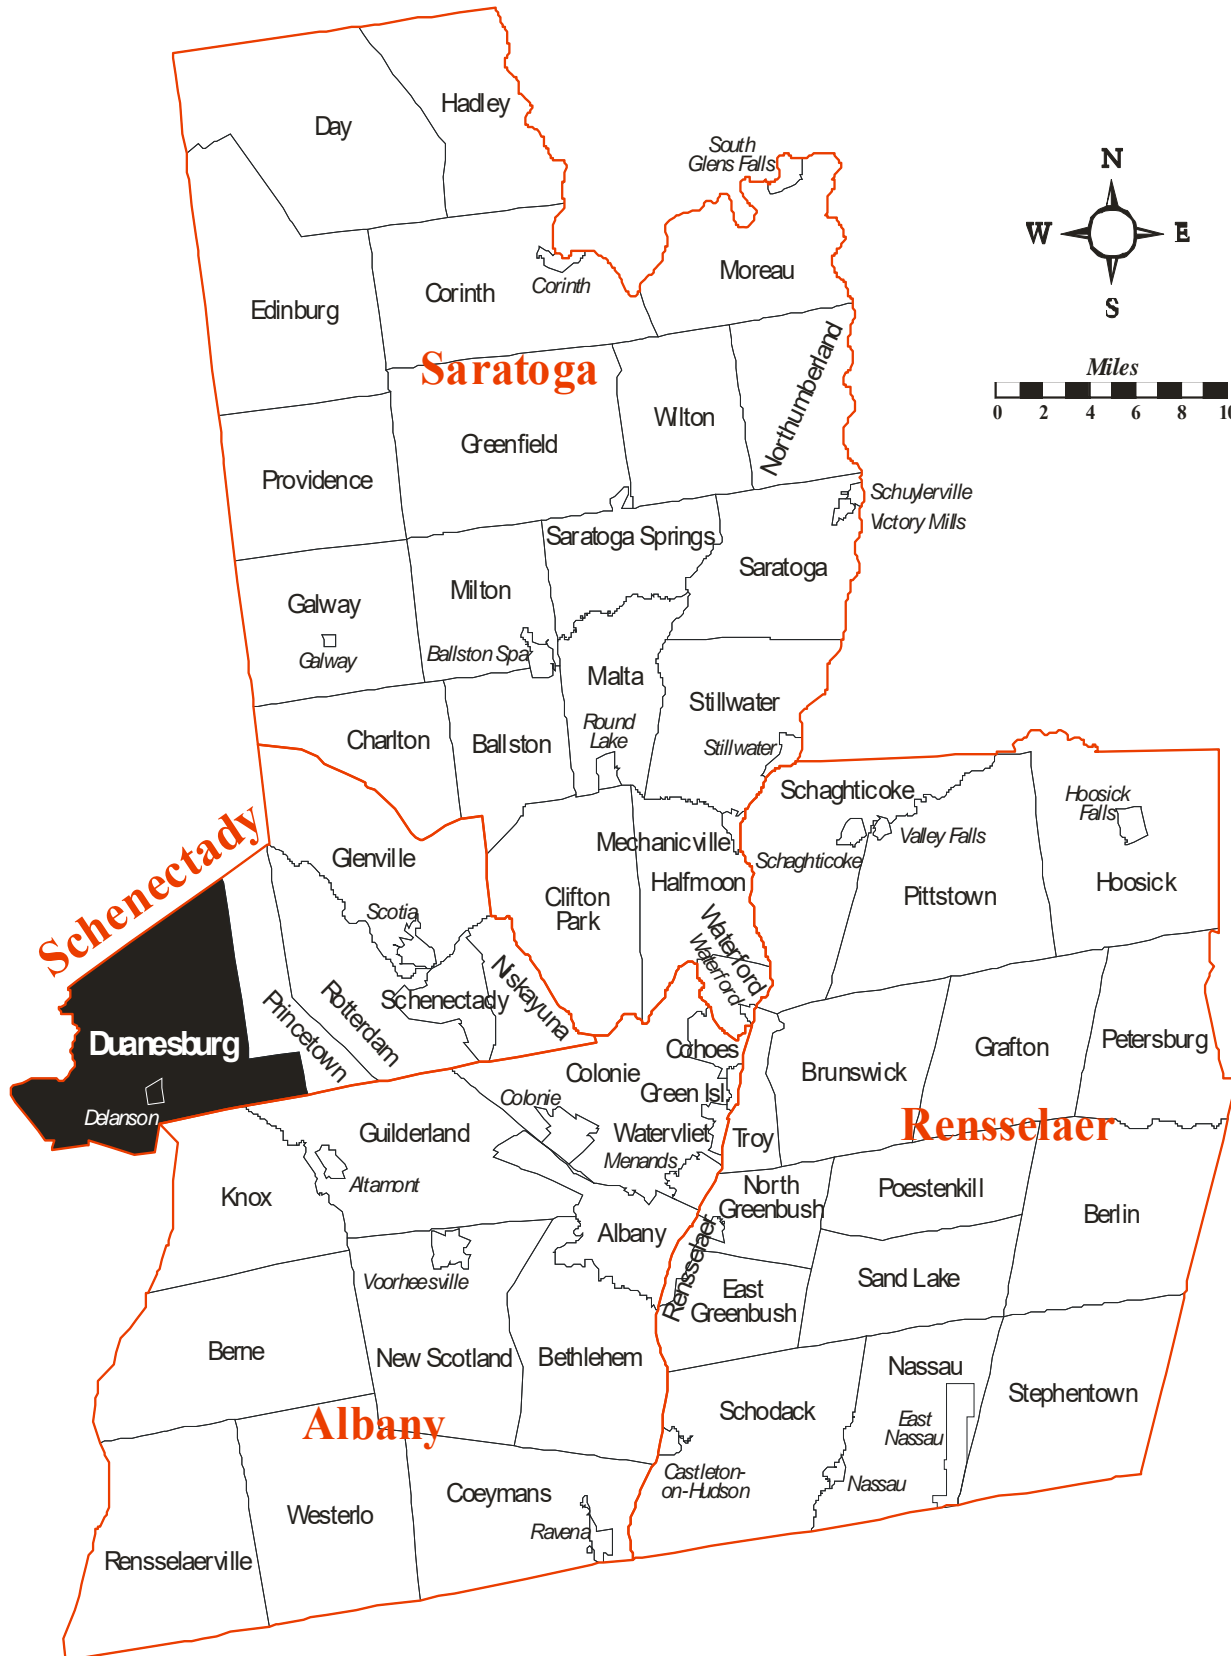 Hadley
Day
South
Glens Falls
N
W
E
S
Moreau
Corinth
Corinth
Edinburg
Northumberland
Miles
0 2 4 6 8 10
Saratoga
Wilton
Greenfield
Providence
Schuylerville
Victory Mills
Saratoga Springs
Saratoga
Milton
Galway
Galway
Ballston Spa
Malta
Stillwater
Round
Lake
Stillwater
Charlton
Ballston
Schaghticoke
Hoosick
Falls
Valley Falls
Schaghticoke
Mechanicville
Halfmoon
Hoosick
Pittstown
Schenectady
Glenville
Clifton
Park
Scotia
Waterford
Waterford
Niskayuna
Schenectady
Rotterdam
Princetown
Duanesburg
Delanson
Cohoes
Colonie
Green Isl.
Colonie
Brunswick
Grafton
Petersburg
Rensselaer
Guilderland
Watervliet
Menands
Troy
Altamont
Knox
North
Greenbush
Poestenkill
Berlin
Albany
Rensselaer
Voorheesville
East
Greenbush
Sand Lake
Berne
New Scotland
Bethlehem
Nassau
Stephentown
Schodack
Albany
East
Nassau
Castleton-
on-Hudson
Nassau
Coeymans
Westerlo
Ravena
Rensselaerville